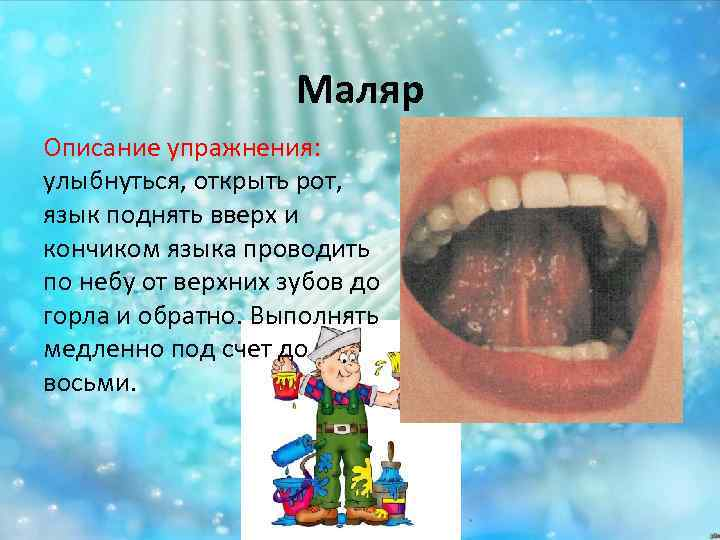 Маляр
Описание упражнения:
улыбнуться, открыть рот,
язык поднять вверх и
кончиком языка проводить
по небу от верхних зубов до
горла и обратно. Выполнять
медленно под счет до
восьми.